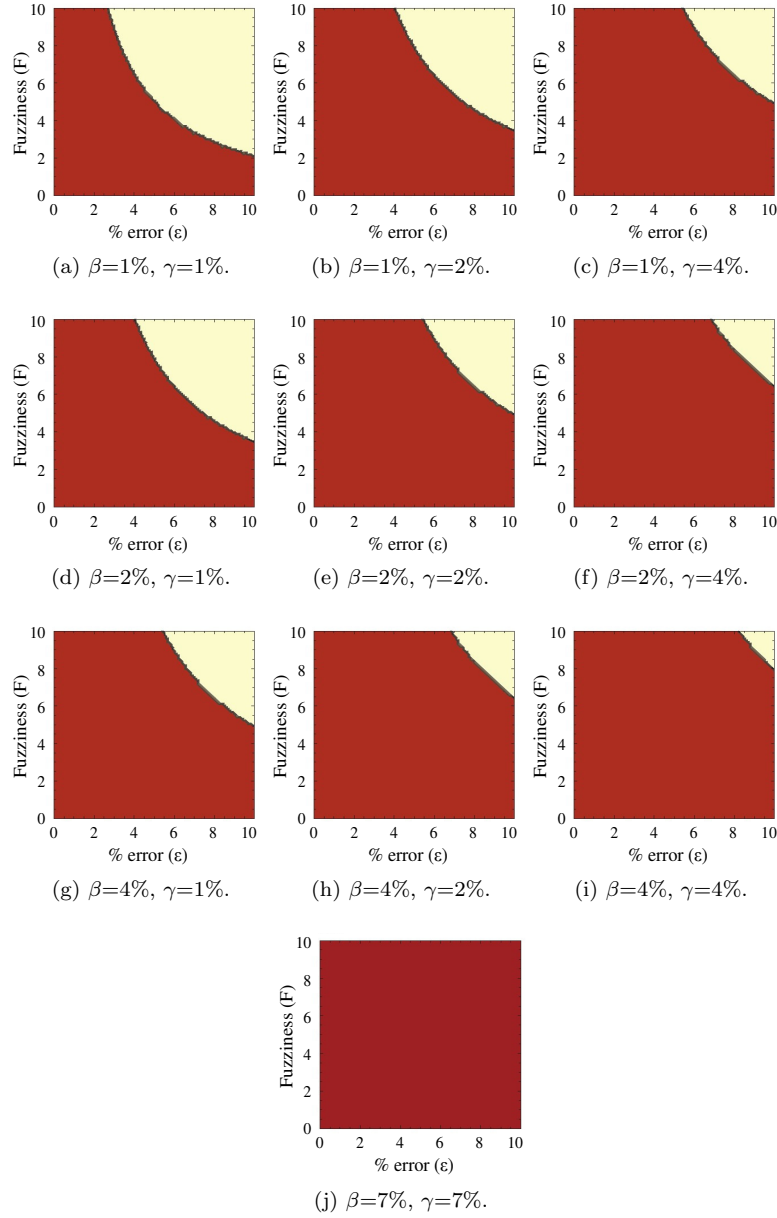 10 10 10
8 8 8
6 6 6
4 4 4
2 2 2
0 0 0
Fuzziness (F) Fuzziness (F) Fuzziness (F)
0 2 4 6 8 10 0 2 4 6 8 10 0 2 4 6 8 10
% error (ε) % error (ε) % error (ε)
(a) β=1%, γ=1%. (b) β=1%, γ=2%. (c) β=1%, γ=4%.
10 10 10
8 8 8
6 6 6
4 4 4
2 2 2
0 0 0
Fuzziness (F) Fuzziness (F) Fuzziness (F)
0 2 4 6 8 10 0 2 4 6 8 10 0 2 4 6 8 10
% error (ε) % error (ε) % error (ε)
(d) β=2%, γ=1%. (e) β=2%, γ=2%. (f) β=2%, γ=4%.
10 10 10
8 8 8
6 6 6
4 4 4
2 2 2
0 0 0
Fuzziness (F) Fuzziness (F) Fuzziness (F)
0 2 4 6 8 10 0 2 4 6 8 10 0 2 4 6 8 10
% error (ε) % error (ε) % error (ε)
(g) β=4%, γ=1%. (h) β=4%, γ=2%. (i) β=4%, γ=4%.
10
8
6
4
2
0
Fuzziness (F)
0 2 4 6 8 10
% error (ε)
(j) β=7%, γ=7%.